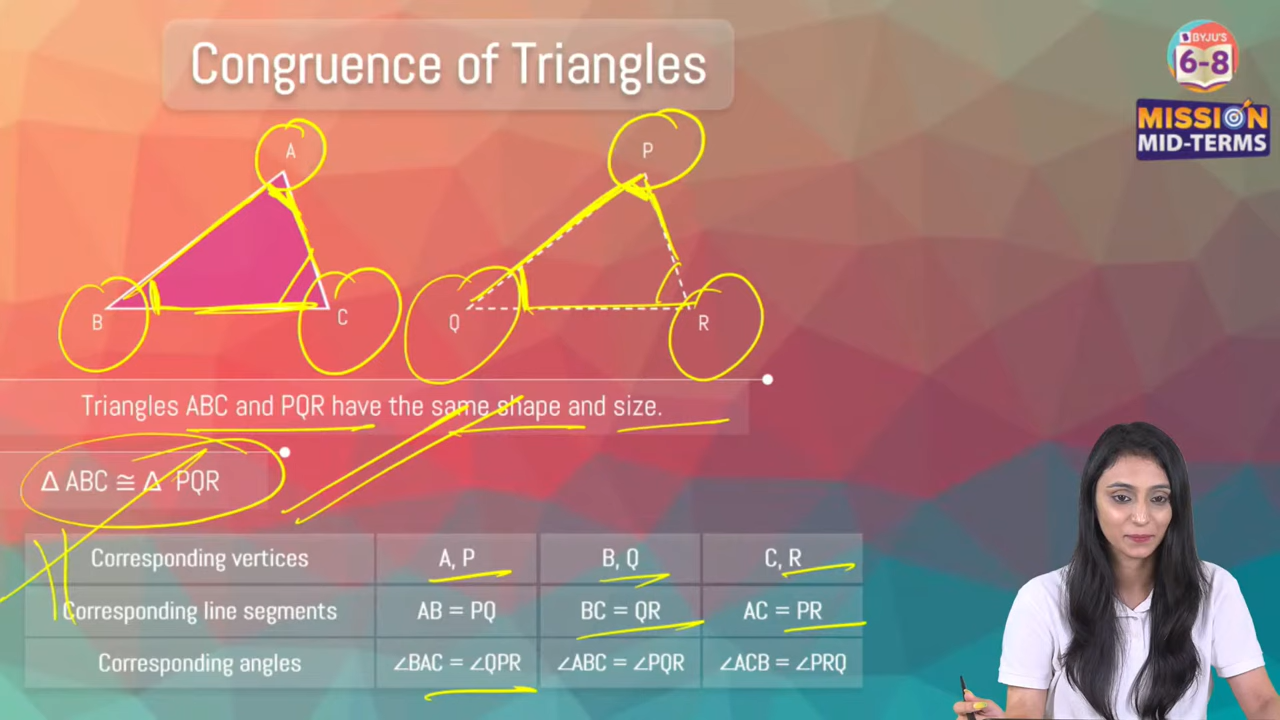 Congruence of Triangles
BYJU'S
6-8
MISSION
MID-TERMS
A
P
B
C
Q
R
Triangles ABC and PQR have the same shape and size.
Δ ABC ≅ Δ PQR
Corresponding vertices A, P B, Q C, R
Corresponding line segments AB = PQ BC = QR AC = PR
Corresponding angles ∠BAC = ∠QPR ∠ABC = ∠PQR ∠ACB = ∠PRQ